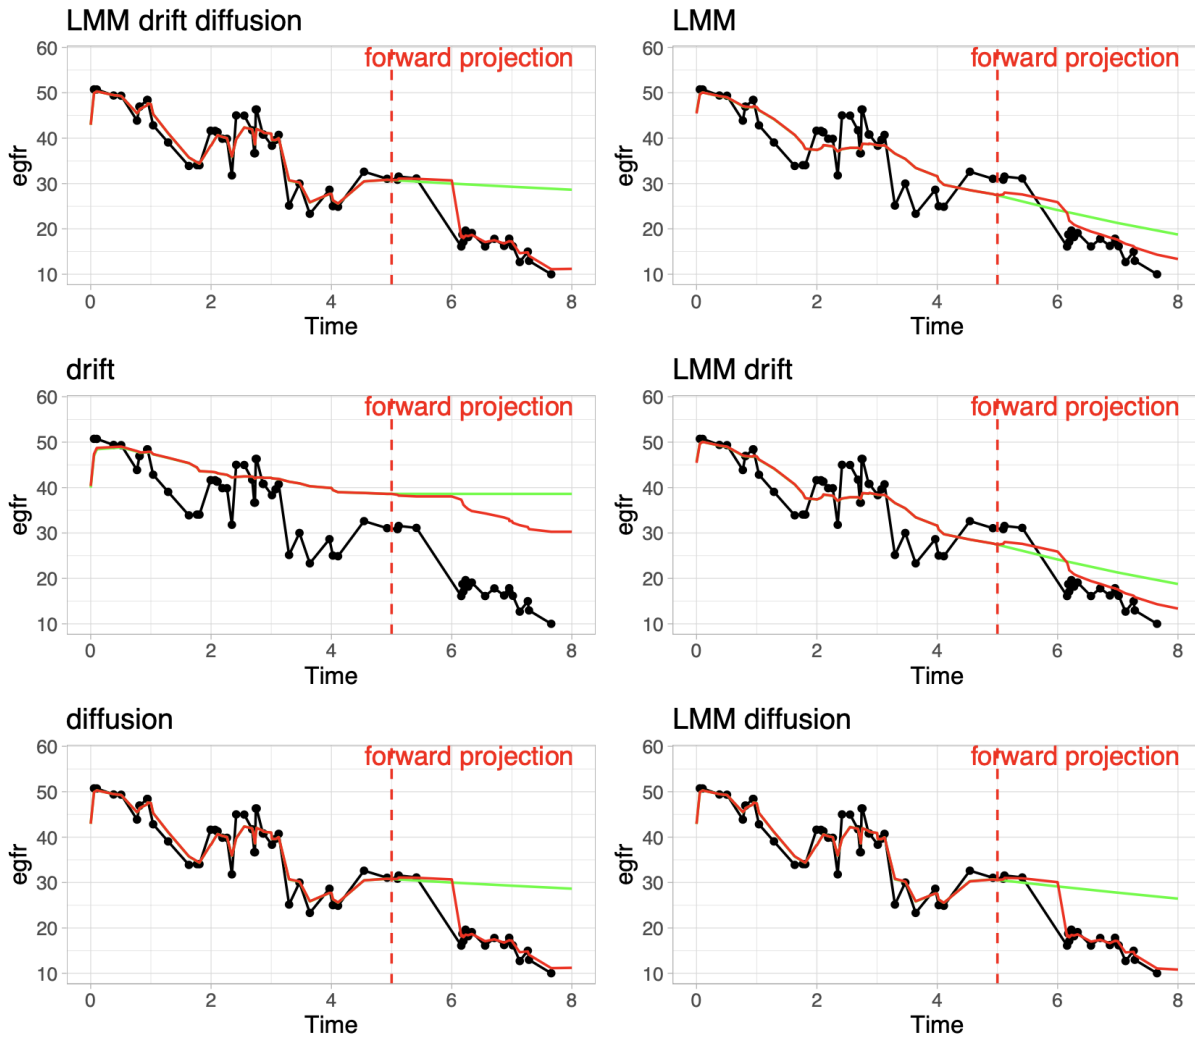 LMM drift diffusion
LMM
forward projection
forward projection
60
50
40
30
20
10
egfr
0 2 4 6 8
Time
60
50
40
30
20
10
egfr
0 2 4 6 8
Time
drift
LMM drift
forward projection
forward projection
60
50
40
30
20
10
egfr
0 2 4 6 8
Time
60
50
40
30
20
10
egfr
0 2 4 6 8
Time
diffusion
LMM diffusion
forward projection
forward projection
60
50
40
30
20
10
egfr
0 2 4 6 8
Time
60
50
40
30
20
10
egfr
0 2 4 6 8
Time